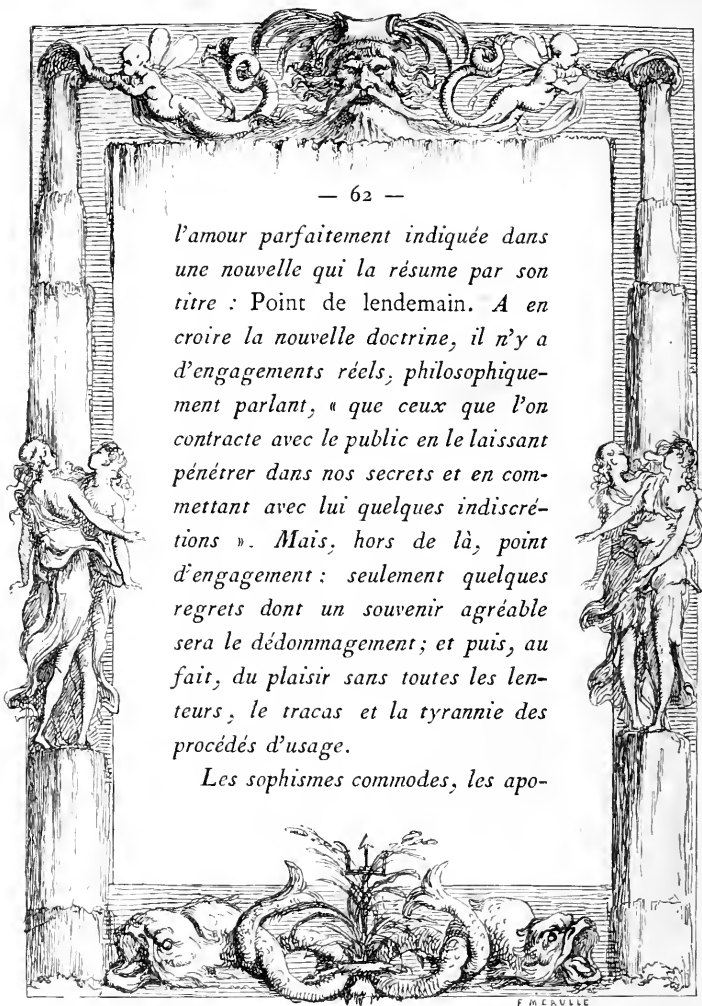 — 62 —
l'amour parfaitement indiquée dans
une nouvelle qui la résume par son
titre : Point de lendemain. A en
croire la nouvelle doctrine, il n'y a
d'engagements réels, philosophique-
ment parlant, « que ceux que l'on
contracte avec le public en le laissant
pénétrer dans nos secrets et en com-
mettant avec lui quelques indiscré-
tions ». Mais, hors de là, point
d'engagement : seulement quelques
regrets dont un souvenir agréable
sera le dédommagement ; et puis, au
fait, du plaisir sans toutes les len-
teurs, le tracas et la tyrannie des
procédés d'usage.
Les sophismes commodes, les apo-
F MERULLE